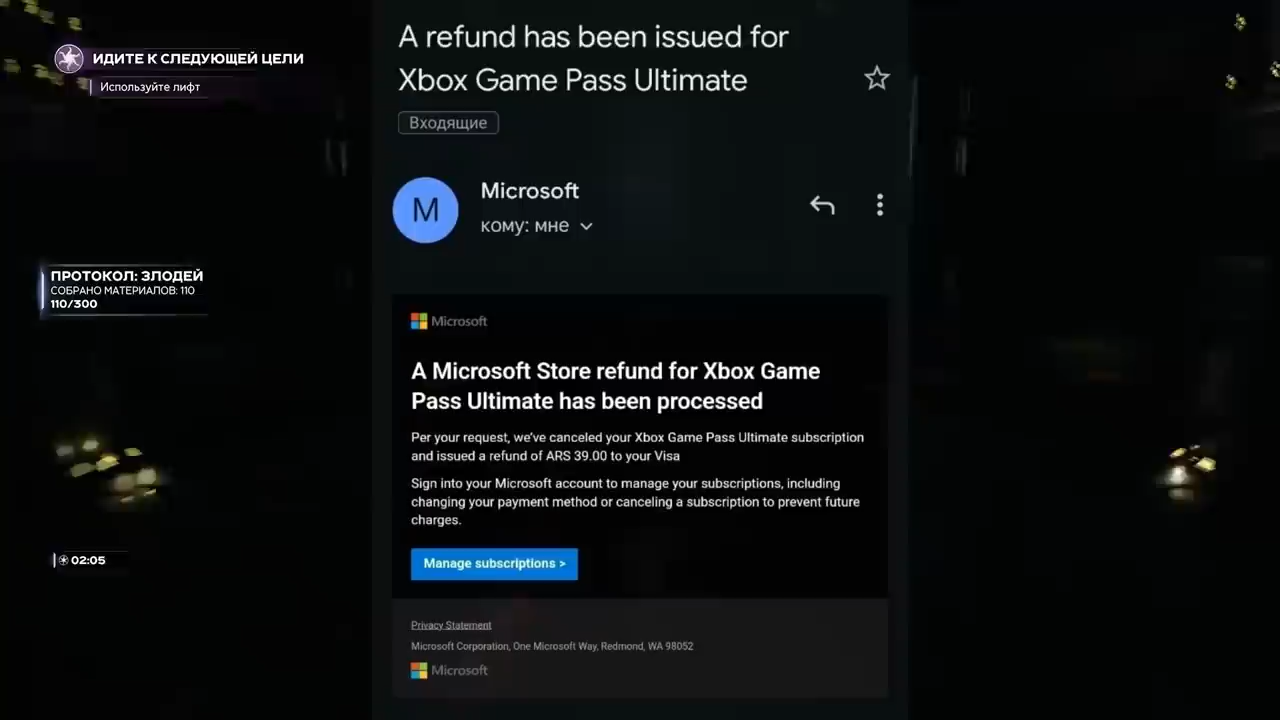 ИДИТЕ К СЛЕДУЮЩЕЙ ЦЕЛИ
Используйте лифт
ПРОТОКОЛ: ЗЛОДЕЙ
СОБРАНО МАТЕРИАЛОВ: 110
110/300
02:05
A refund has been issued for
Xbox Game Pass Ultimate
Входящие
M
Microsoft
кому: мне
Microsoft
A Microsoft Store refund for Xbox Game
Pass Ultimate has been processed
Per your request, we've canceled your Xbox Game Pass Ultimate subscription
and issued a refund of ARS 39.00 to your Visa
Sign into your Microsoft account to manage your subscriptions, including
changing your payment method or canceling a subscription to prevent future
charges.
Manage subscriptions >
Privacy Statement
Microsoft Corporation, One Microsoft Way, Redmond, WA 98052
Microsoft